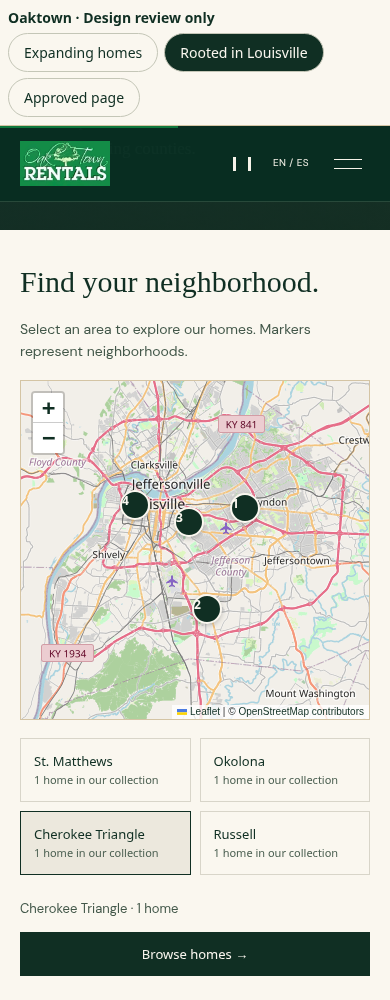 Oaktown · Design review only
Expanding homes
Rooted in Louisville
Approved page
Oak Town
RENTALS
EN / ES
Find your neighborhood.
Select an area to explore our homes. Markers
represent neighborhoods.
+
−
KY 841
Crestw
Floyd County
Clarksville
Jeffersonville
isville
4
3
1
yndon
Shively
Jefferson
County
Jeffersontown
2
KY 1934
Mount Washington
Leaflet | © OpenStreetMap contributors
St. Matthews
1 home in our collection
Okolona
1 home in our collection
Cherokee Triangle
1 home in our collection
Russell
1 home in our collection
Cherokee Triangle · 1 home
Browse homes →